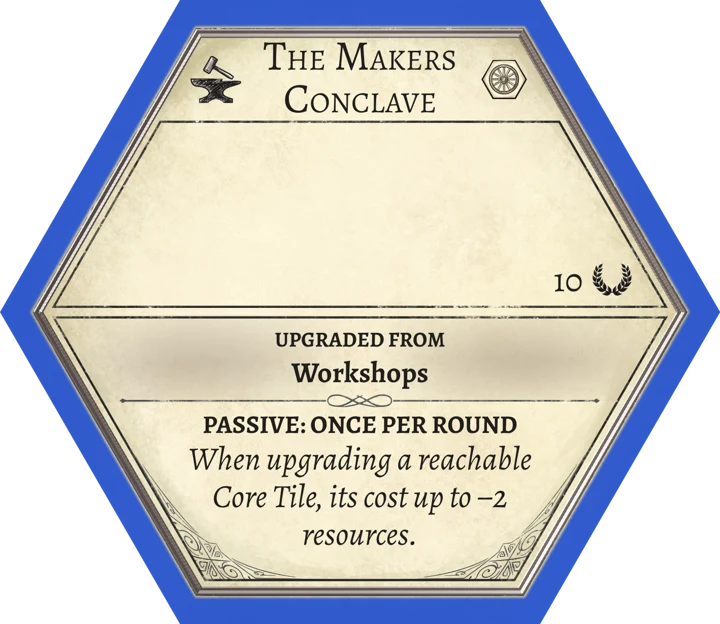 The Makers
Conclave
10
UPGRADED FROM
Workshops
PASSIVE: ONCE PER ROUND
When upgrading a reachable
Core Tile, its cost up to –2
resources.